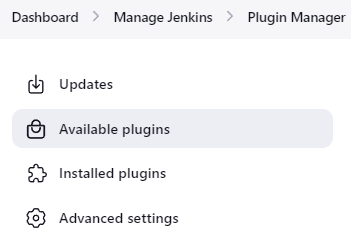 Dashboard > Manage Jenkins > Plugin Manager
Updates
Available plugins
Installed plugins
Advanced settings